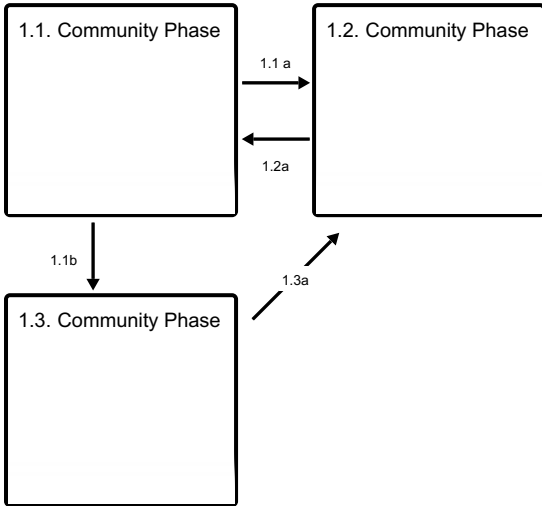 1.1. Community Phase
1.2. Community Phase
1.1 a
1.2a
1.1b
1.3a
1.3. Community Phase